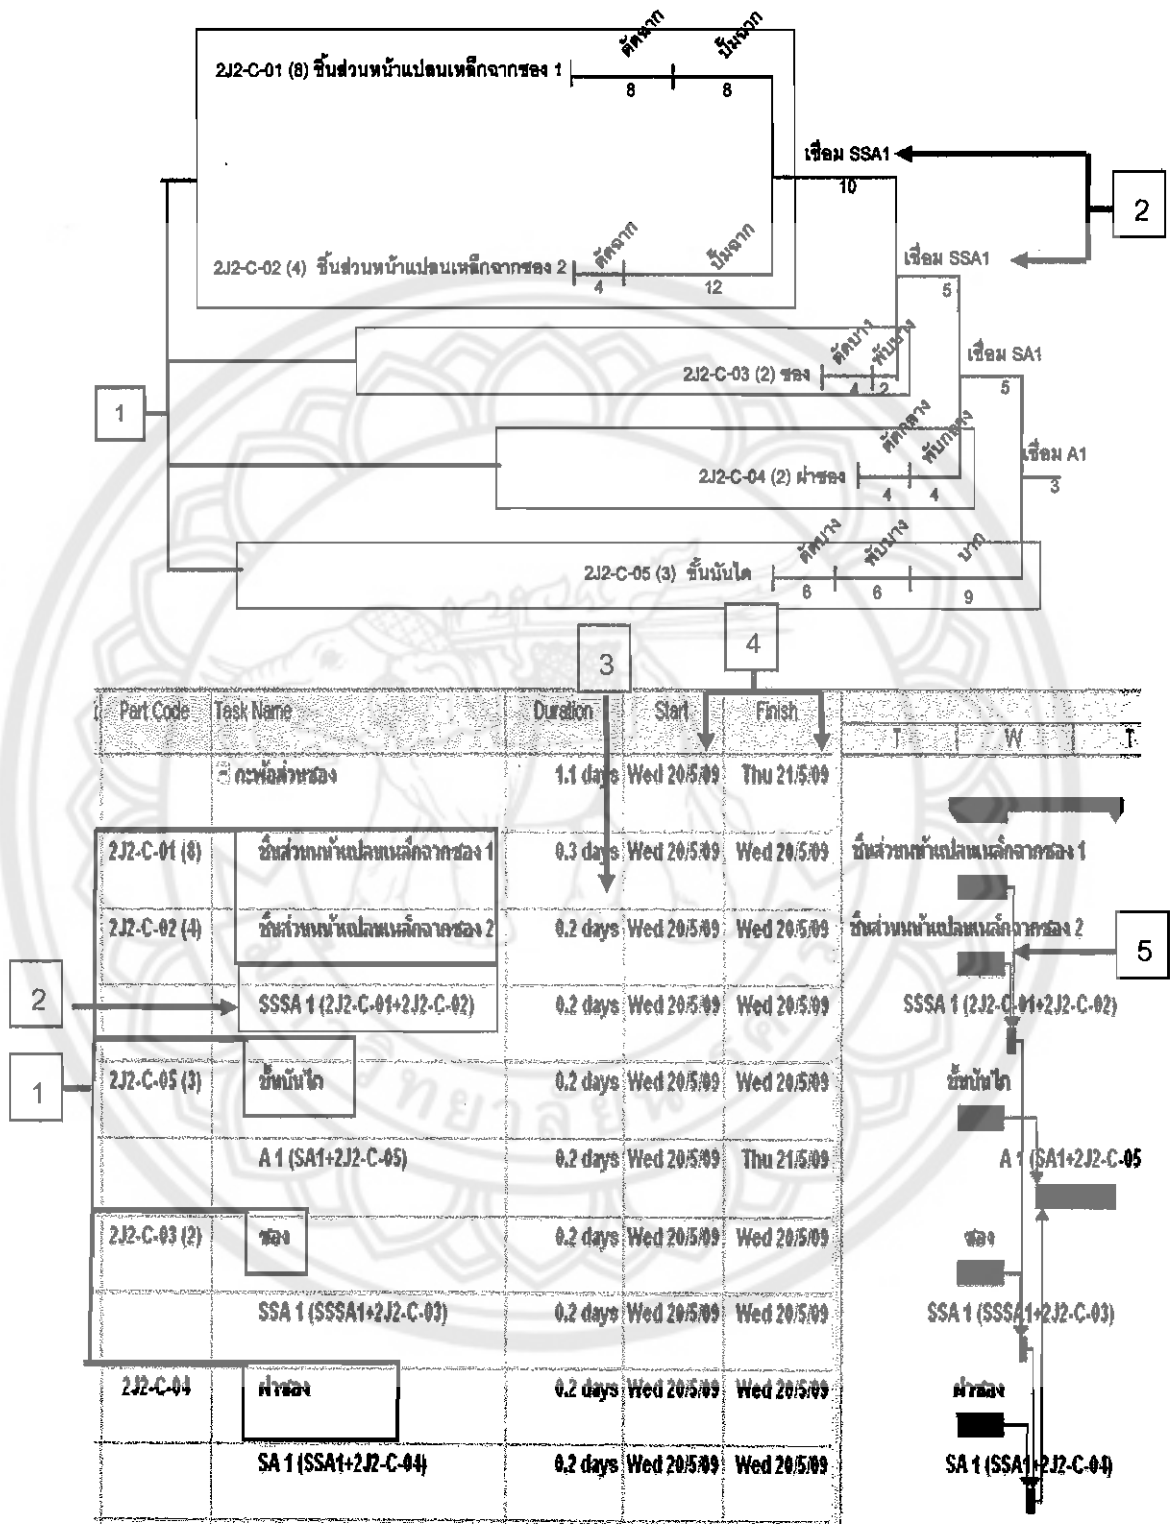 ตัดฉาก ปั๊มฉาก
2J2-C-01 (8) ชิ้นส่วนหน้าแปลนเหล็กฉากซอง 1
8 8
เชื่อม SSA1
10
2
ตัดฉาก ปั๊มฉาก
2J2-C-02 (4) ชิ้นส่วนหน้าแปลนเหล็กฉากซอง 2
4 12
เชื่อม SSA1
5
ตัดบาง พับบาง
2J2-C-03 (2) ซอง
4 2
เชื่อม SA1
5
1
ตัดกลาง พับกลาง
2J2-C-04 (2) ฝาซอง
4 4
เชื่อม A1
3
ตัดบาง พับบาง บาก
2J2-C-05 (3) ขั้นบันได
6 6 9
3
4
Part Code Task Name Duration Start Finish
T W T
กะพ้อส่วนซอง 1.1 days Wed 20/5/09 Thu 21/5/09
2J2-C-01 (8) ชิ้นส่วนหน้าแปลนเหล็กฉากซอง 1 0.3 days Wed 20/5/09 Wed 20/5/09 ชิ้นส่วนหน้าแปลนเหล็กฉากซอง 1
2J2-C-02 (4) ชิ้นส่วนหน้าแปลนเหล็กฉากซอง 2 0.2 days Wed 20/5/09 Wed 20/5/09 ชิ้นส่วนหน้าแปลนเหล็กฉากซอง 2
5
2
SSSA 1 (2J2-C-01+2J2-C-02) 0.2 days Wed 20/5/09 Wed 20/5/09 SSSA 1 (2J2-C-01+2J2-C-02)
1
2J2-C-05 (3) ขั้นบันได 0.2 days Wed 20/5/09 Wed 20/5/09 ขั้นบันได
A 1 (SA1+2J2-C-05) 0.2 days Wed 20/5/09 Thu 21/5/09 A 1 (SA1+2J2-C-05
2J2-C-03 (2) ซอง 0.2 days Wed 20/5/09 Wed 20/5/09 ซอง
SSA 1 (SSSA1+2J2-C-03) 0.2 days Wed 20/5/09 Wed 20/5/09 SSA 1 (SSSA1+2J2-C-03)
2J2-C-04 ฝาซอง 0.2 days Wed 20/5/09 Wed 20/5/09 ฝาซอง
SA 1 (SSA1+2J2-C-04) 0.2 days Wed 20/5/09 Wed 20/5/09 SA 1 (SSA1+2J2-C-04)